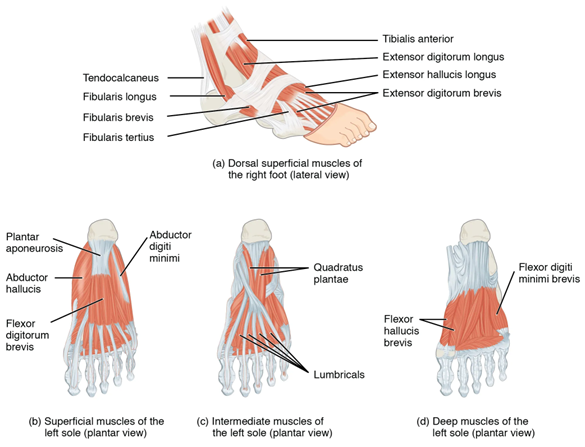 Tibialis anterior
Extensor digitorum longus
Extensor hallucis longus
Extensor digitorum brevis
Tendocalcaneus
Fibularis longus
Fibularis brevis
Fibularis tertius
(a) Dorsal superficial muscles of
the right foot (lateral view)
Plantar
aponeurosis
Abductor
hallucis
Flexor
digitorum
brevis
Abductor
digiti
minimi
(b) Superficial muscles of the
left sole (plantar view)
Quadratus
plantae
Lumbricals
(c) Intermediate muscles of
the left sole (plantar view)
Flexor digiti
minimi brevis
Flexor
hallucis
brevis
(d) Deep muscles of the
left sole (plantar view)